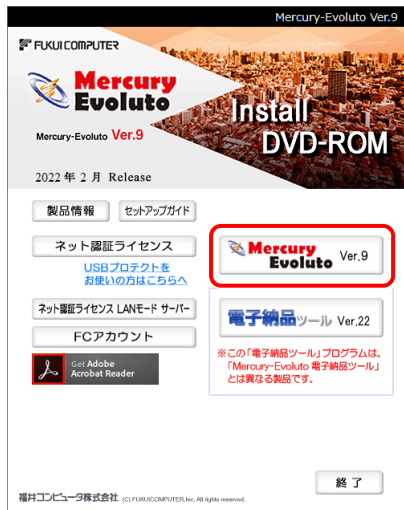 Mercury-Evoluto Ver.9
FUKUI COMPUTER
Mercury
Evoluto
Mercury-Evoluto Ver.9
Install
DVD-ROM
2022 年 2 月 Release
製品情報
セットアップガイド
ネット認証ライセンス
USBプロテクトを
お使いの方はこちらへ
ネット認証ライセンス LANモード サーバー
FCアカウント
Get Adobe
Acrobat Reader
Mercury
Evoluto Ver.9
電子納品ツール Ver.22
※この「電子納品ツール」プログラムは、
「Mercury-Evoluto 電子納品ツール」
とは異なる製品です。
終 了
福井コンピュータ株式会社 (C) FUKUICOMPUTER,Inc. All rights reserved.